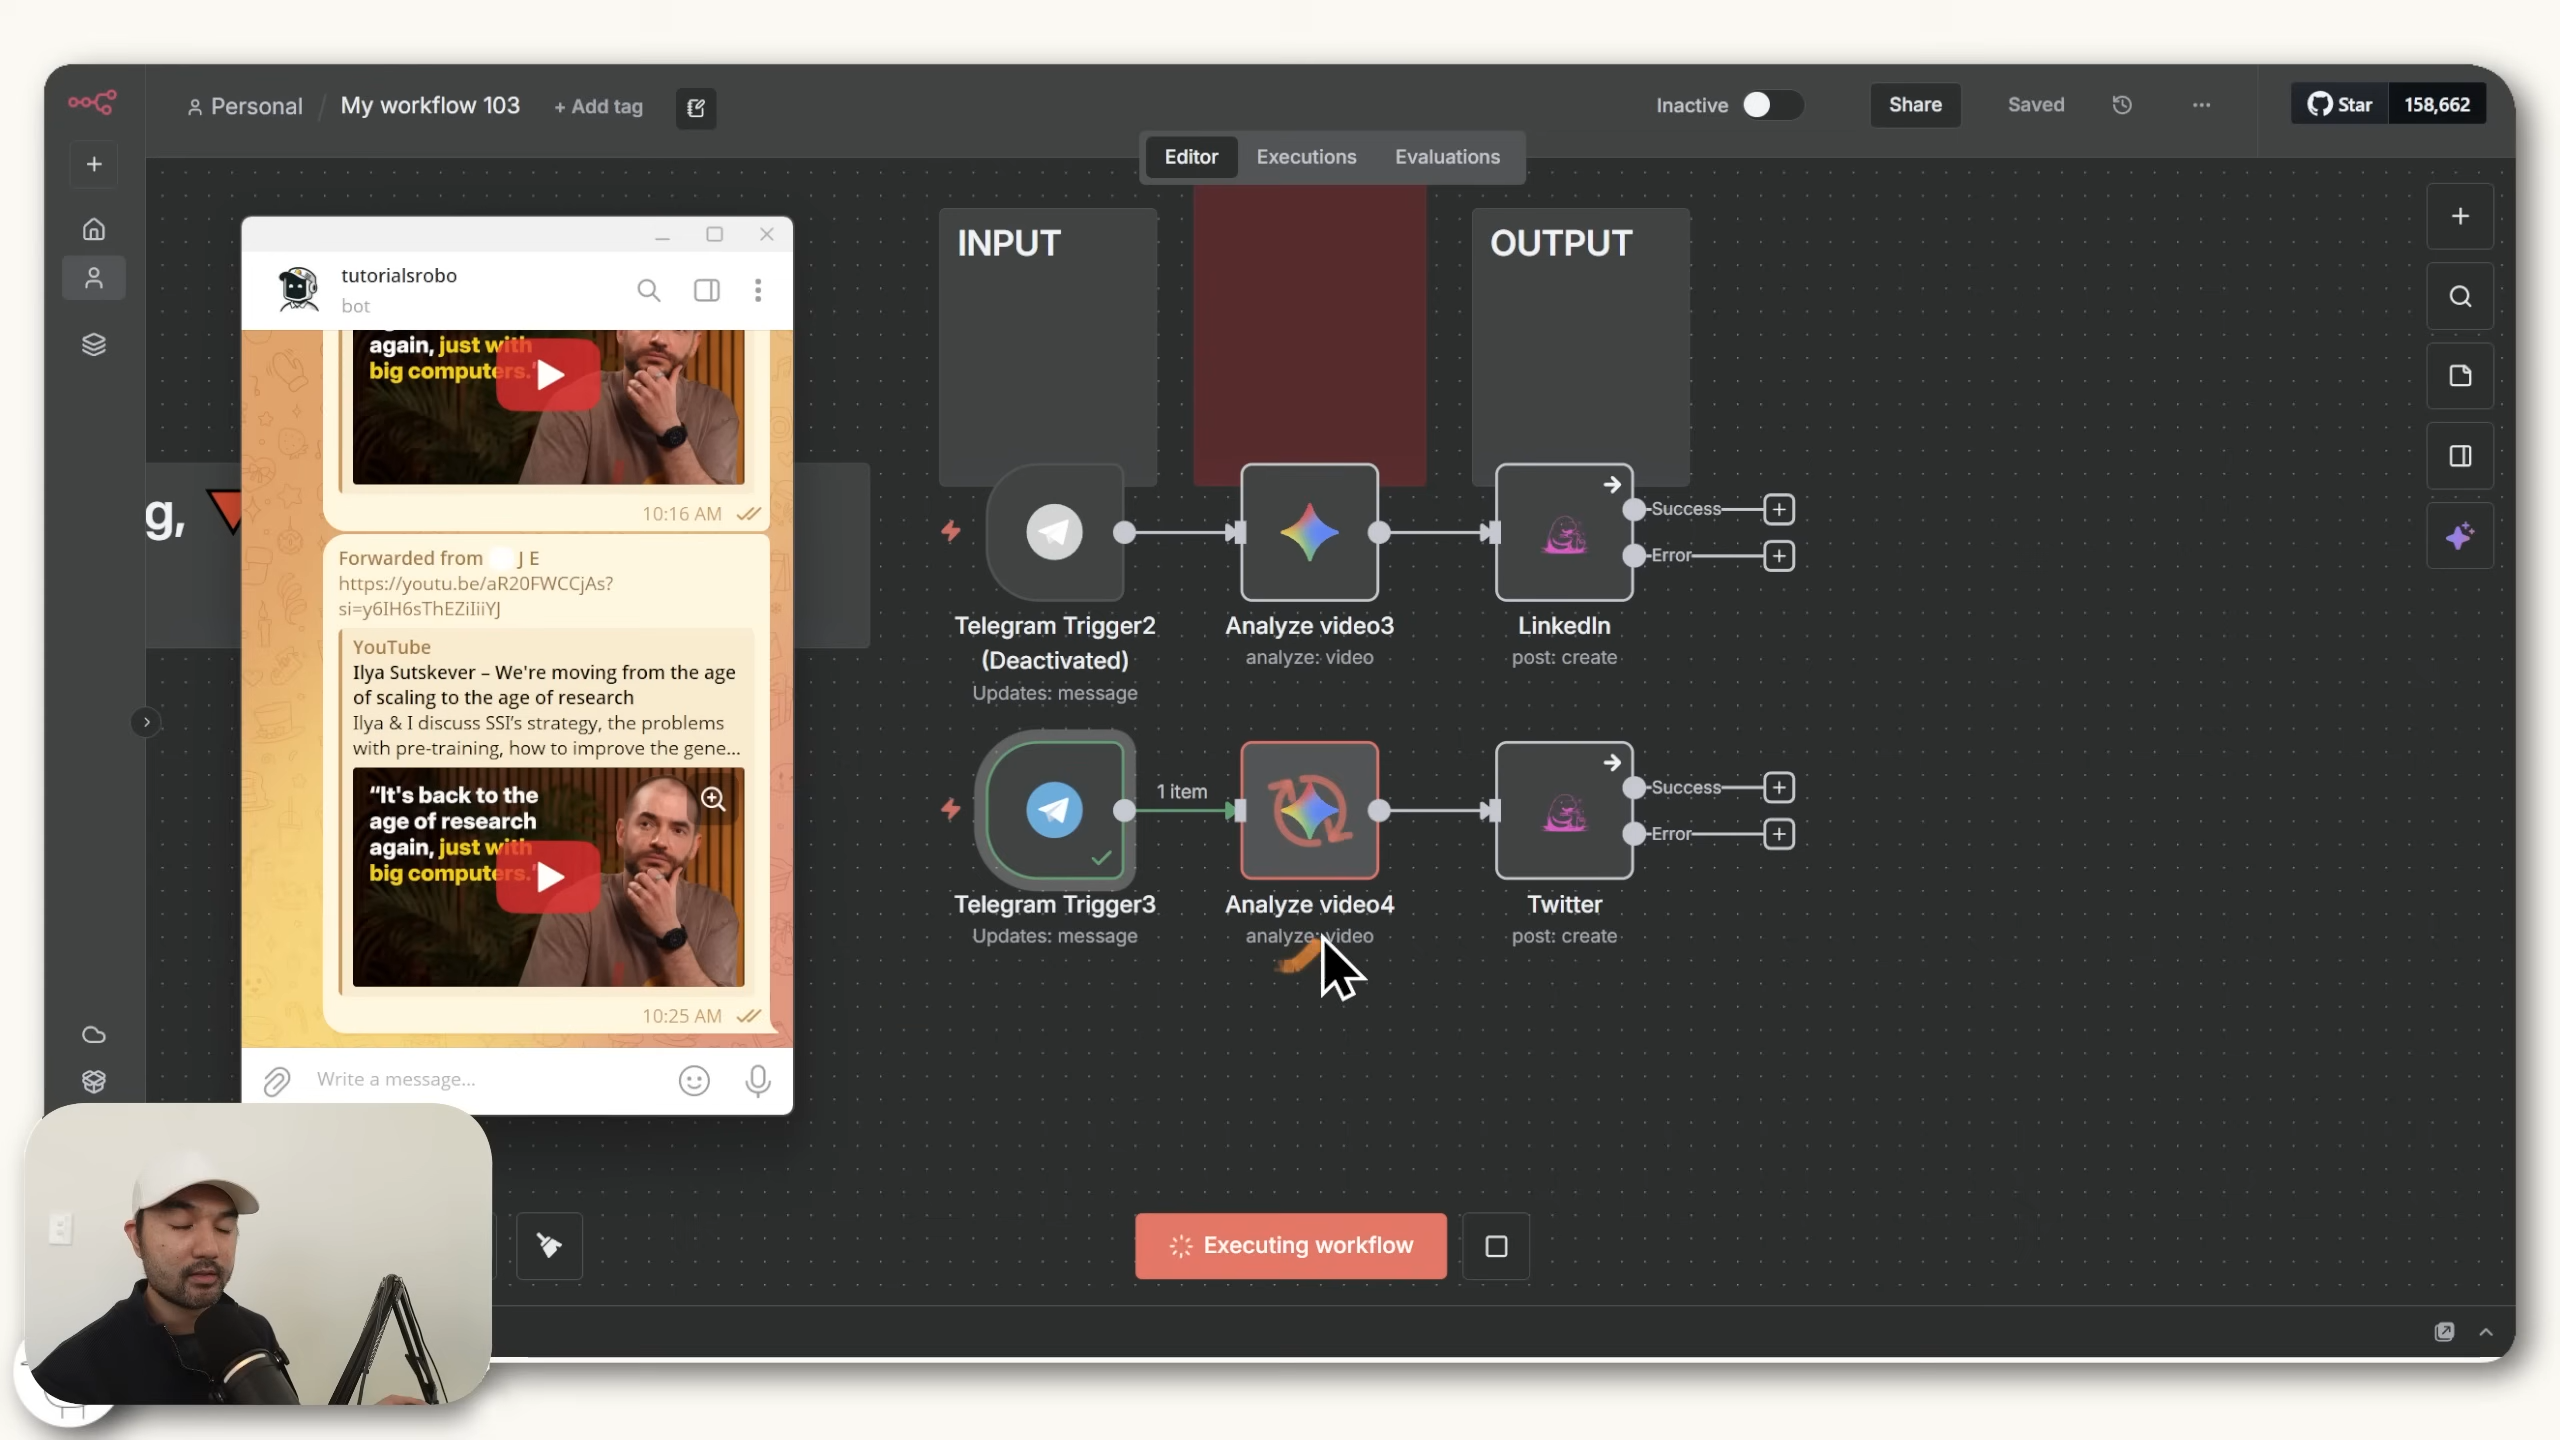 Personal / My workflow 103 + Add tag
Inactive
Share
Saved
Star 158,662
Editor Executions Evaluations
tutorialsrobo
bot
again, just with
big computers."
10:16 AM
Forwarded from J E
https://youtu.be/aR20FWCCjAs?
si=y6IH6sThEZiIiiYJ
YouTube
Ilya Sutskever – We're moving from the age
of scaling to the age of research
Ilya & I discuss SSI's strategy, the problems
with pre-training, how to improve the gene...
"It's back to the
age of research
again, just with
big computers."
10:25 AM
Write a message...
g,
INPUT
OUTPUT
Success
Error
Telegram Trigger2
(Deactivated)
Updates: message
Analyze video3
analyze: video
LinkedIn
post: create
1 item
Success
Error
Telegram Trigger3
Updates: message
Analyze video4
analyze: video
Twitter
post: create
Executing workflow